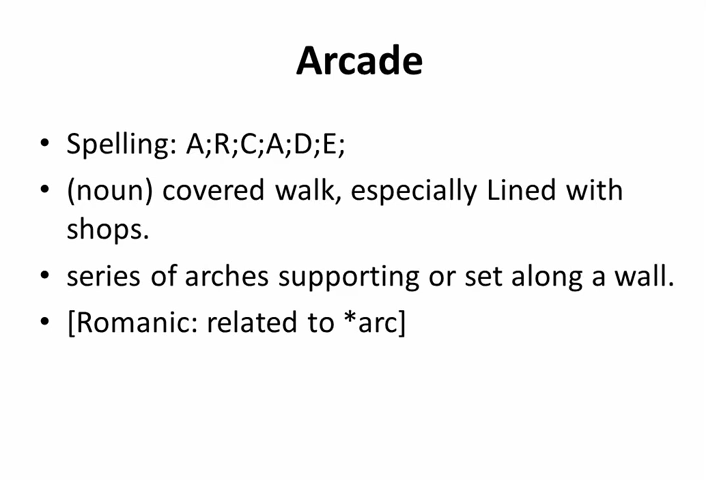 Arcade
• Spelling: A;R;C;A;D;E;
• (noun) covered walk, especially Lined with
shops.
• series of arches supporting or set along a wall.
• [Romanic: related to *arc]